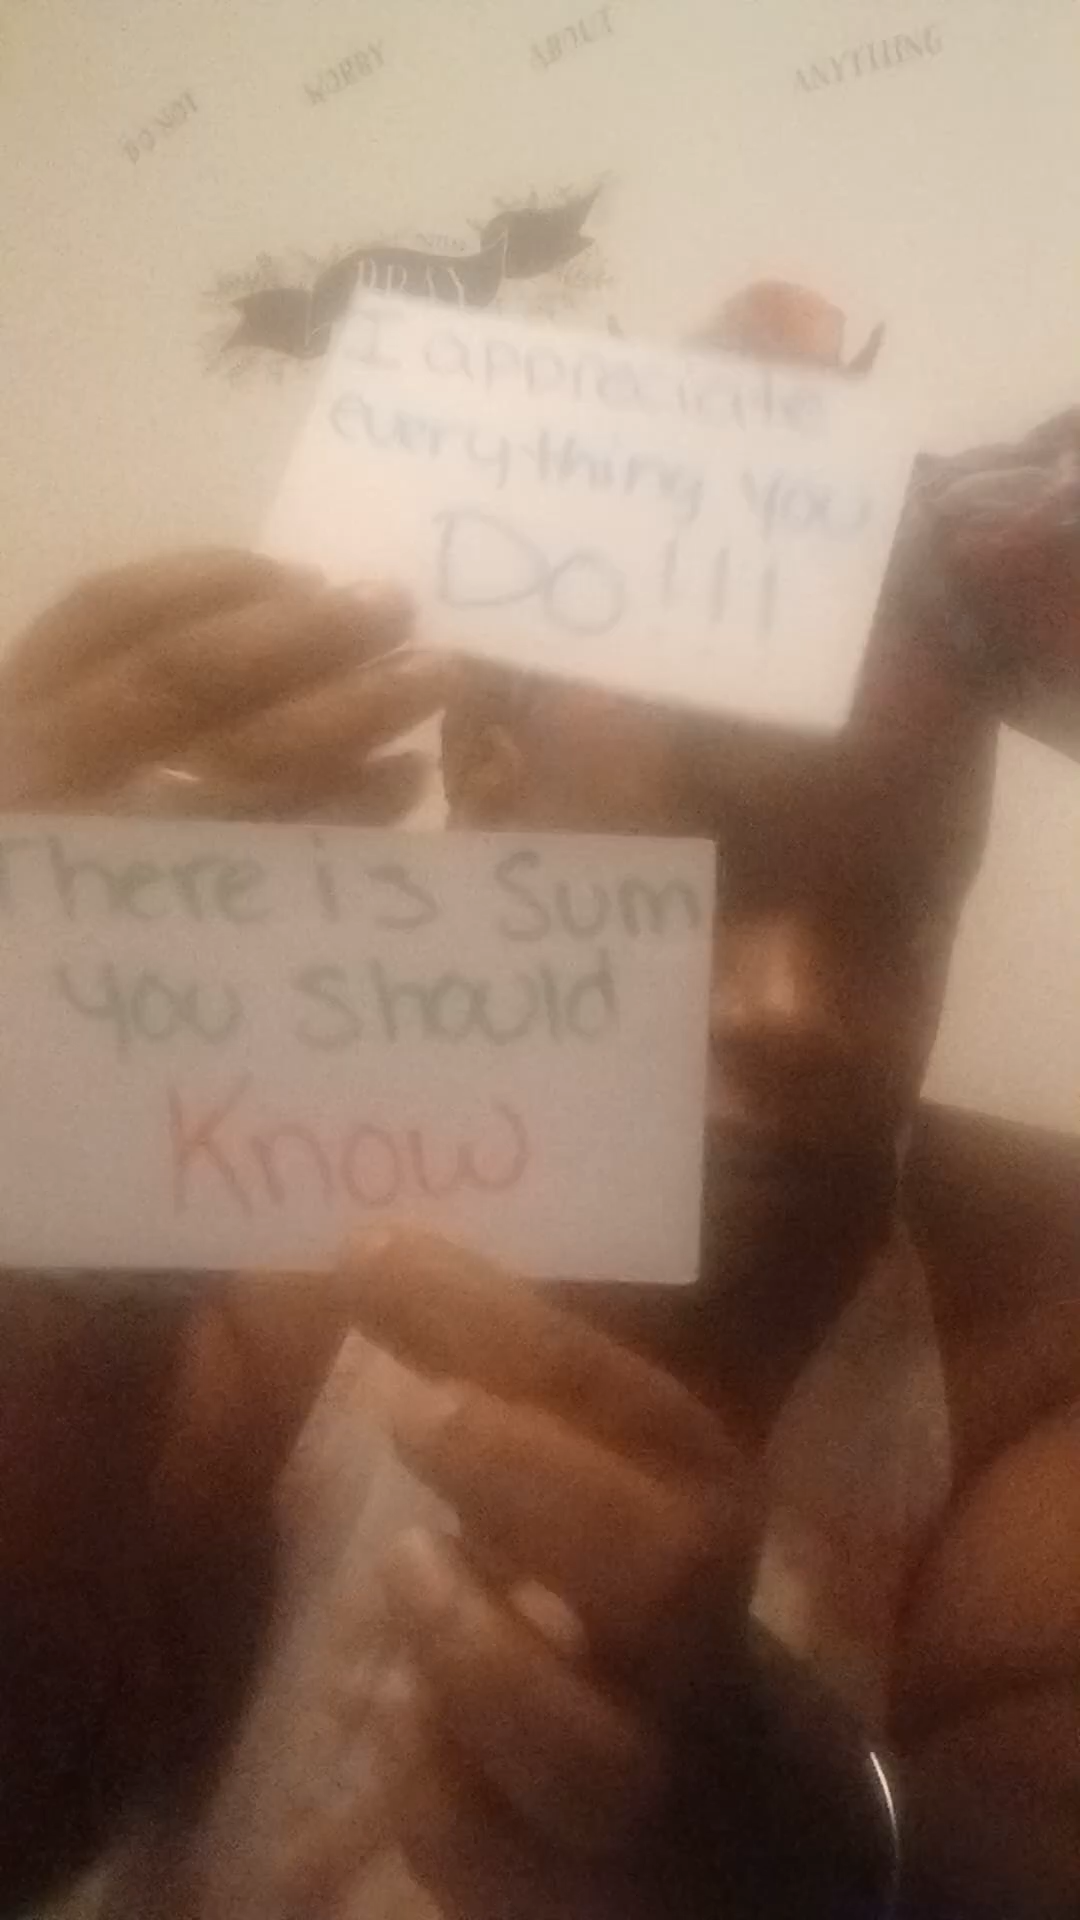 DO NOT WORRY ABOUT ANYTHING
PRAY
I appreciate
everything you
DO!!!
There is Sum
you should
Know